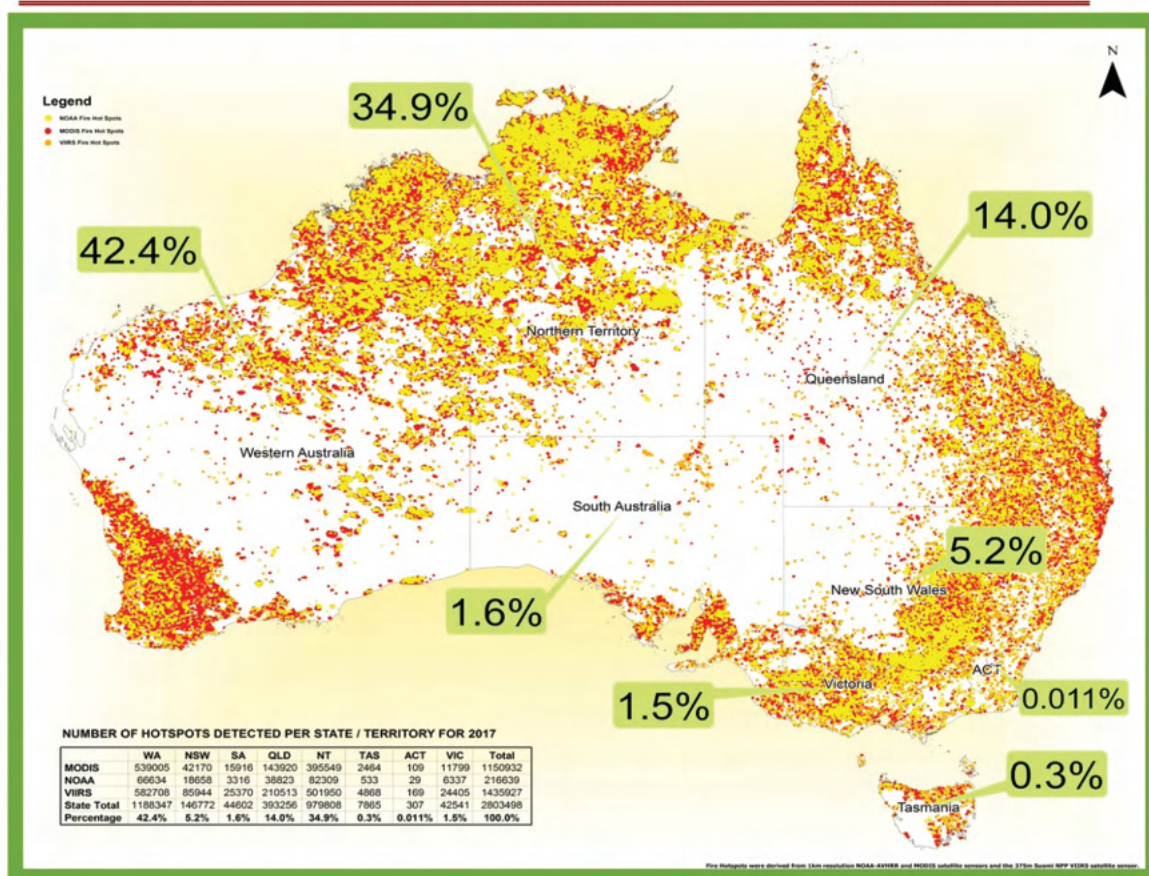 N
Legend
NOAA Fire Hot Spots
MODIS Fire Hot Spots
VIIRS Fire Hot Spots
34.9%
14.0%
42.4%
Northern Territory
Queensland
Western Australia
South Australia
5.2%
New South Wales
1.6%
ACT
Victoria
0.011%
1.5%
0.3%
Tasmania
NUMBER OF HOTSPOTS DETECTED PER STATE / TERRITORY FOR 2017
WA NSW SA QLD NT TAS ACT VIC Total
MODIS 539005 42170 15916 143920 395549 2464 109 11799 1150932
NOAA 66634 18658 3316 38823 82309 533 29 6337 216639
VIIRS 582708 85944 25370 210513 501950 4868 169 24405 1435927
State Total 1188347 146772 44602 393256 979808 7865 307 42541 2803498
Percentage 42.4% 5.2% 1.6% 14.0% 34.9% 0.3% 0.011% 1.5% 100.0%
Fire Hotspots were derived from 1km resolution NOAA-AVHRR and MODIS satellite sensors and the 375m Suomi NPP VIIRS satellite sensor.